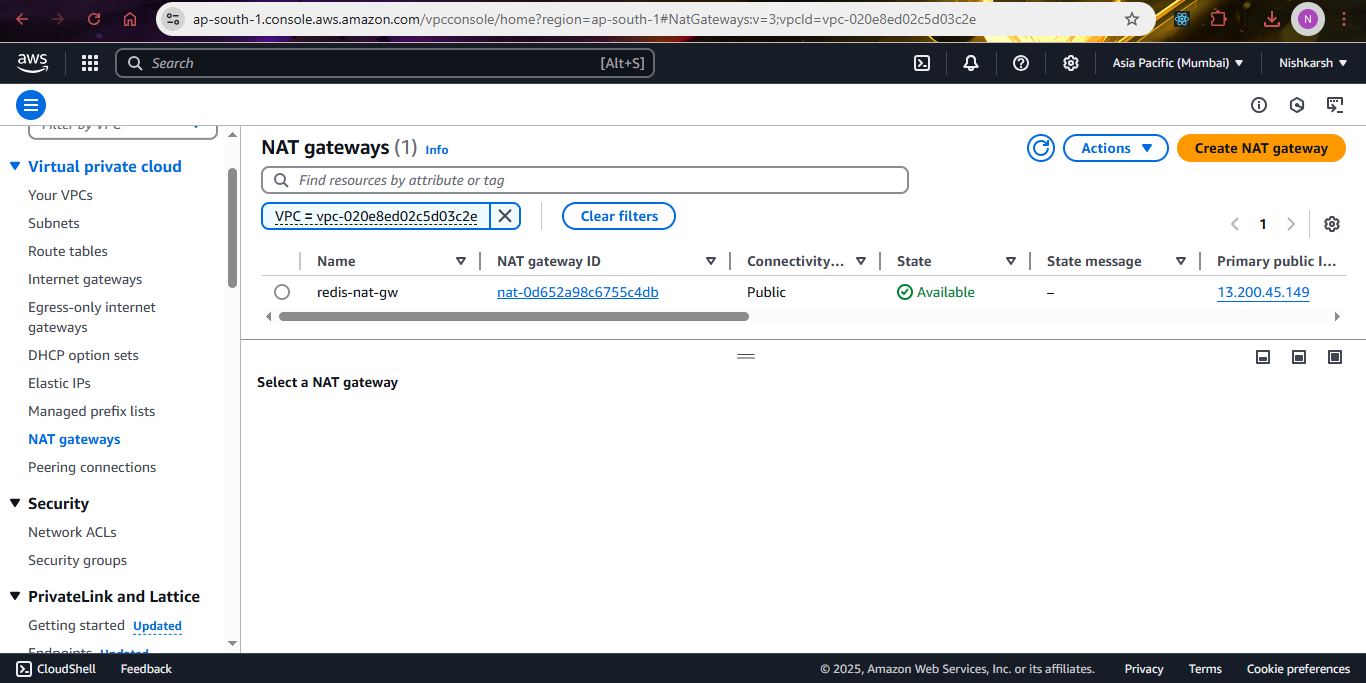 ap-south-1.console.aws.amazon.com/vpcconsole/home?region=ap-south-1#NatGateways:v=3;vpcId=vpc-020e8ed02c5d03c2e
N
aws
Search
[Alt+S]
Asia Pacific (Mumbai)
Nishkarsh
Filter by VPC
Virtual private cloud
Your VPCs
Subnets
Route tables
Internet gateways
Egress-only internet
gateways
DHCP option sets
Elastic IPs
Managed prefix lists
NAT gateways
Peering connections
Security
Network ACLs
Security groups
PrivateLink and Lattice
Getting started Updated
Endpoints Updated
NAT gateways (1) Info
Actions
Create NAT gateway
Find resources by attribute or tag
VPC = vpc-020e8ed02c5d03c2e
Clear filters
1
Name NAT gateway ID Connectivity... State State message Primary public I...
redis-nat-gw nat-0d652a98c6755c4db Public Available – 13.200.45.149
Select a NAT gateway
CloudShell Feedback © 2025, Amazon Web Services, Inc. or its affiliates. Privacy Terms Cookie preferences